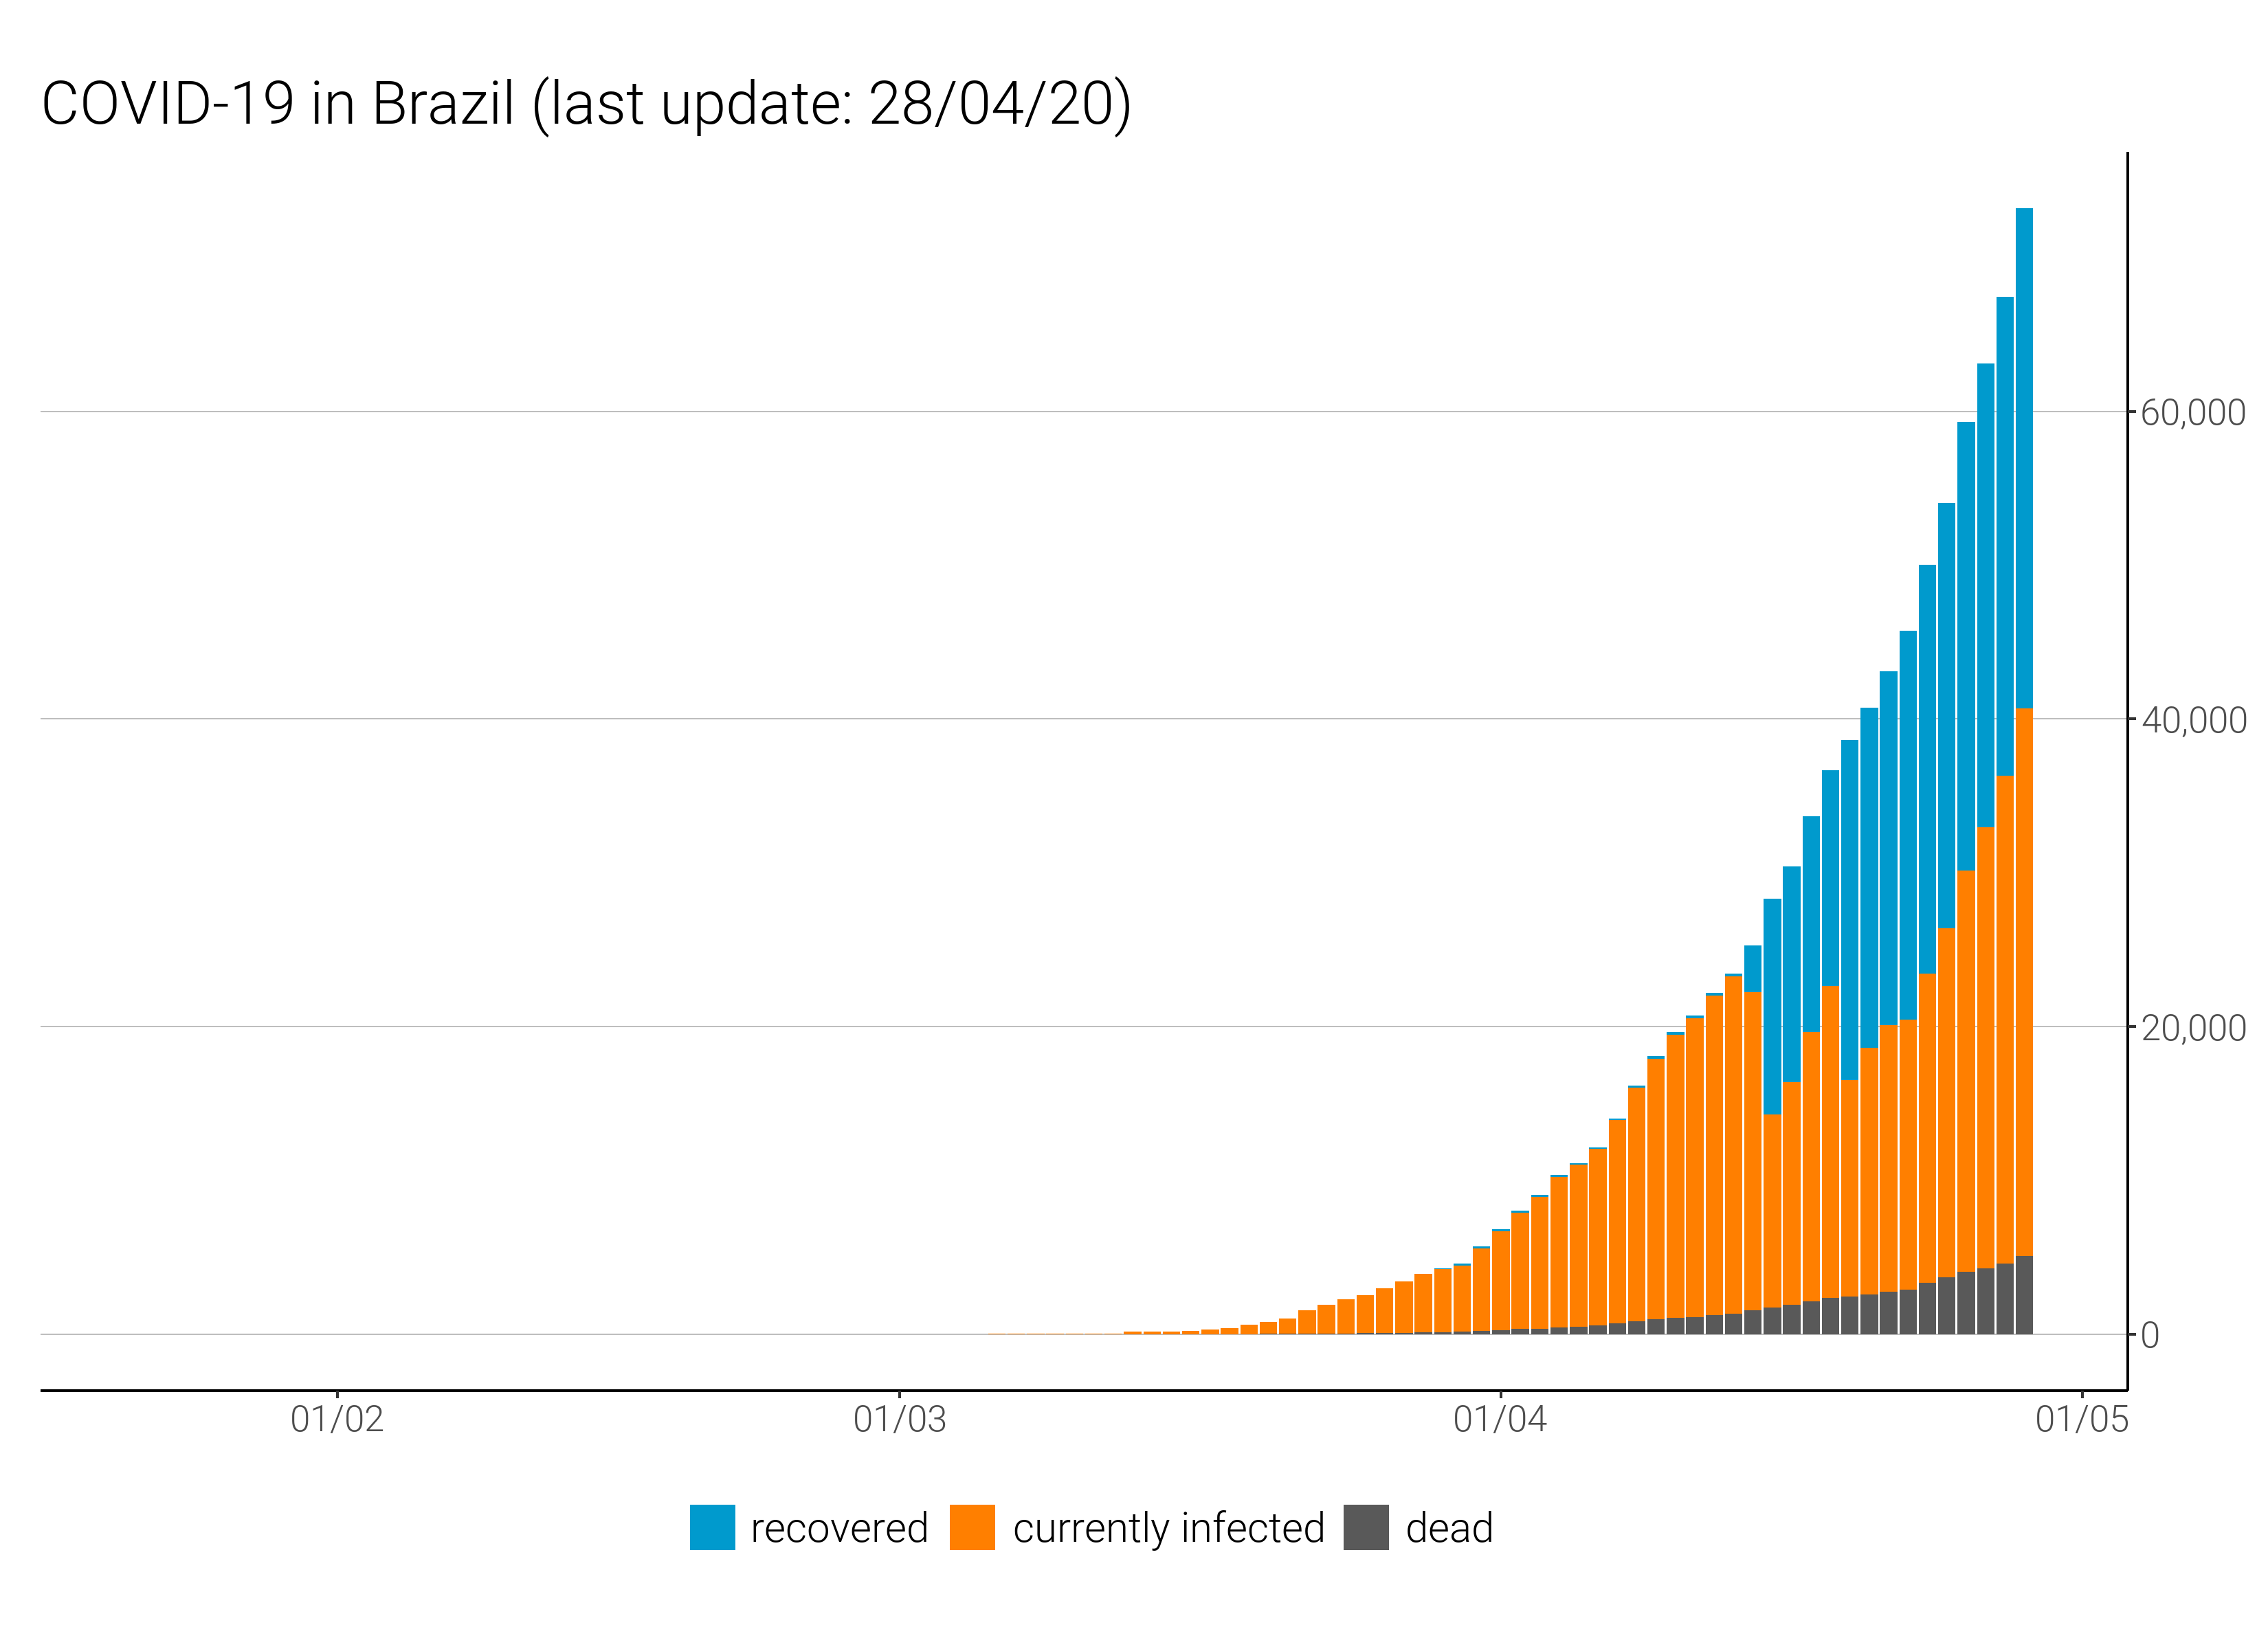 COVID-19 in Brazil (last update: 28/04/20)
60,000
40,000
20,000
0
01/02 01/03 01/04 01/05
recovered currently infected dead